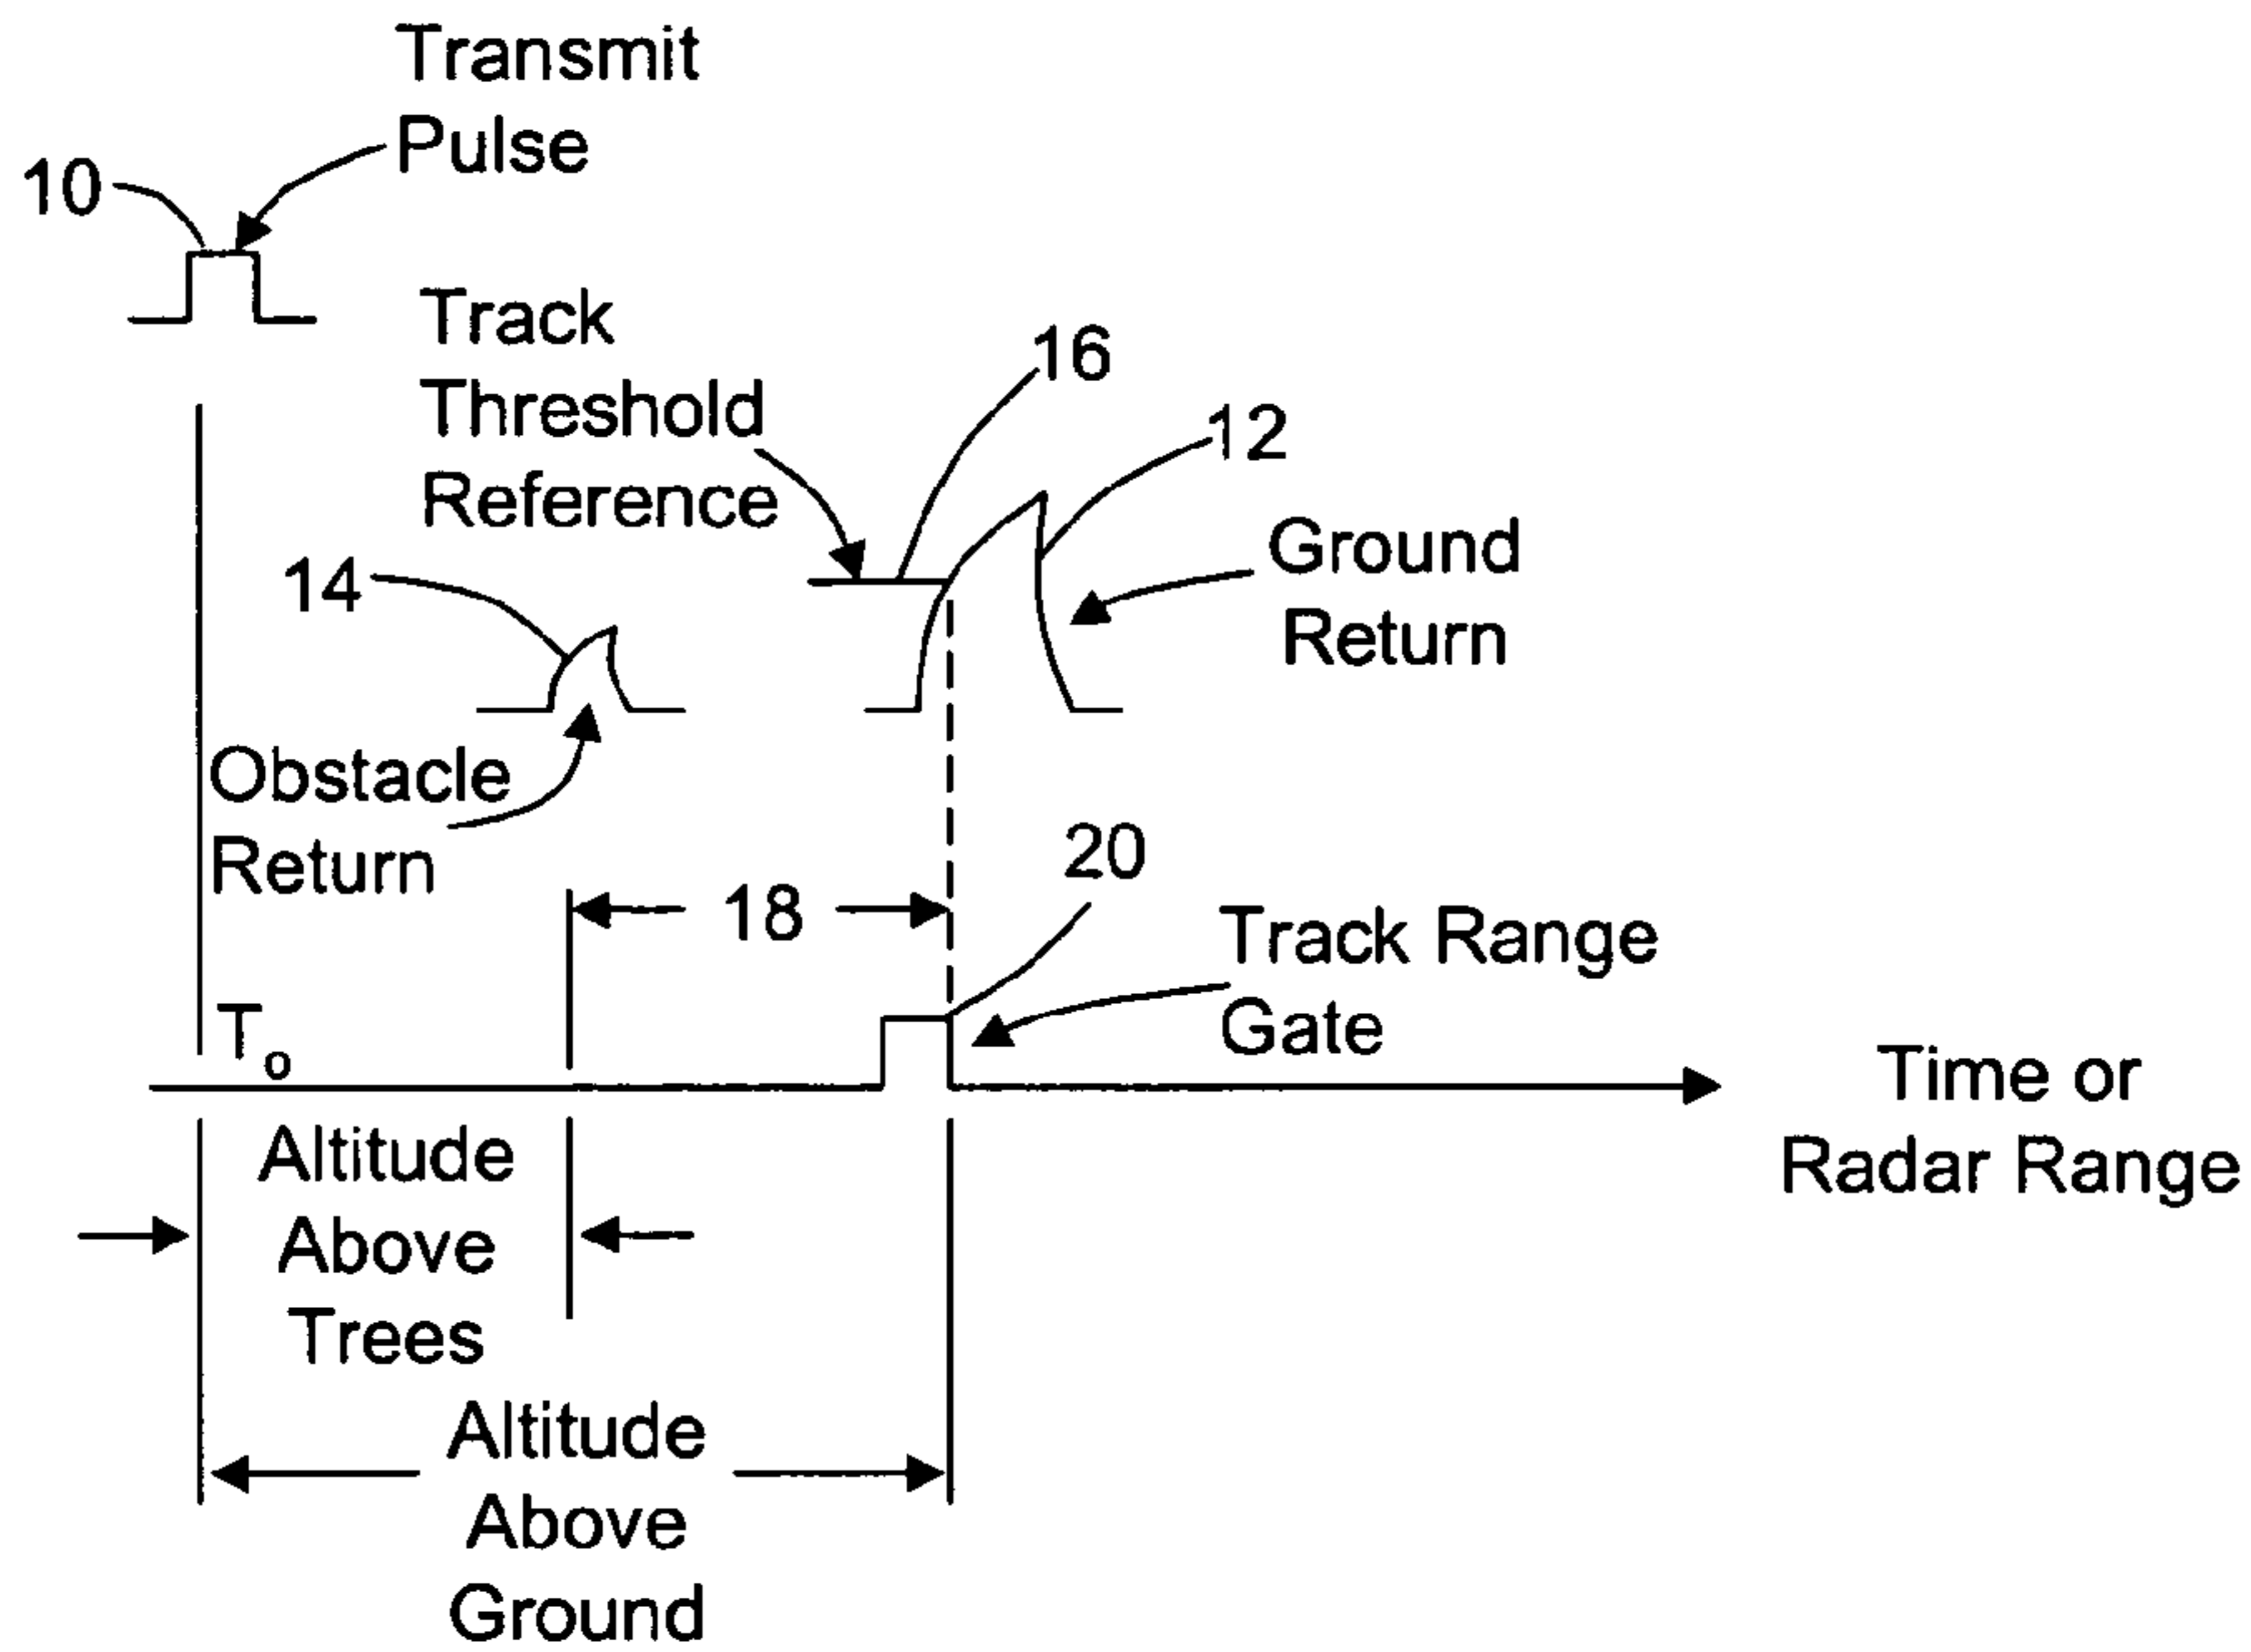 Transmit
Pulse
10
Track
Threshold
Reference
16
12
Ground
Return
14
Obstacle
Return
20
18
Track Range
Gate
To
Time or
Radar Range
Altitude
Above
Trees
Altitude
Above
Ground